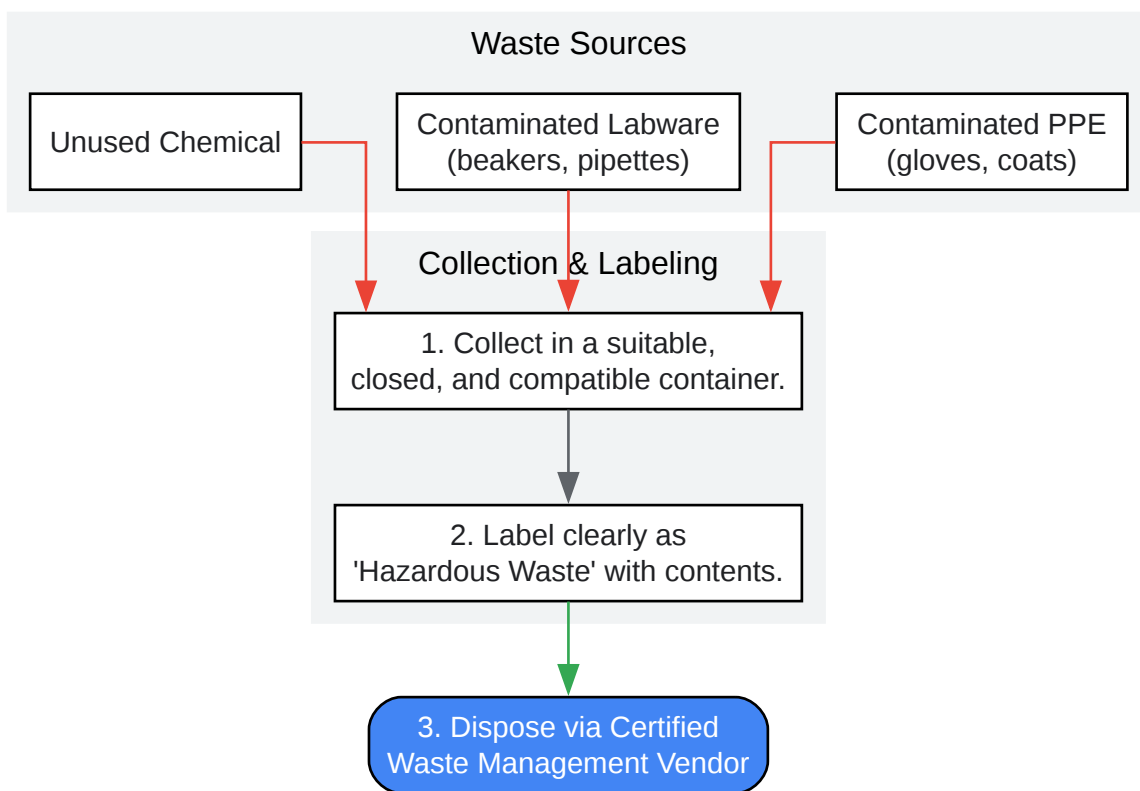 Waste Sources
Unused Chemical
Contaminated Labware
(beakers, pipettes)
Contaminated PPE
(gloves, coats)
Collection & Labeling
1. Collect in a suitable,
closed, and compatible container.
2. Label clearly as
'Hazardous Waste' with contents.
3. Dispose via Certified
Waste Management Vendor